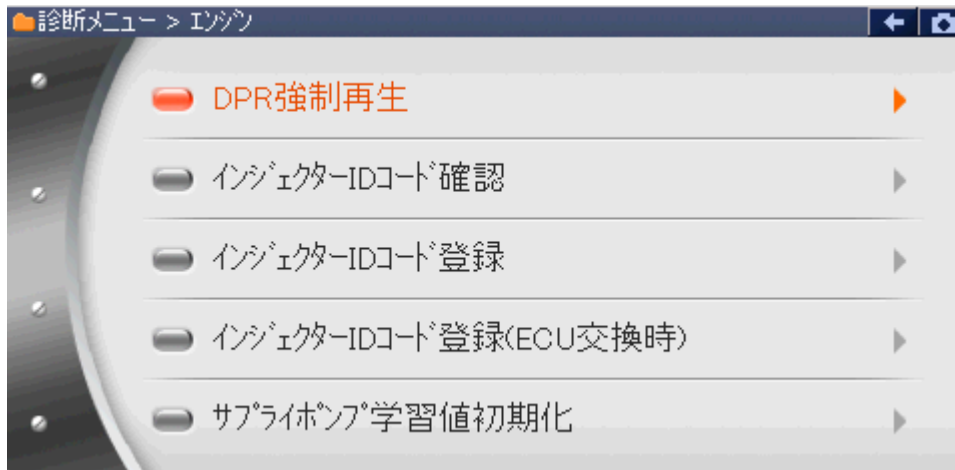 診断メニュー > エンジン
DPR強制再生
インジェクターIDコード確認
インジェクターIDコード登録
インジェクターIDコード登録(ECU交換時)
サプライポンプ学習値初期化